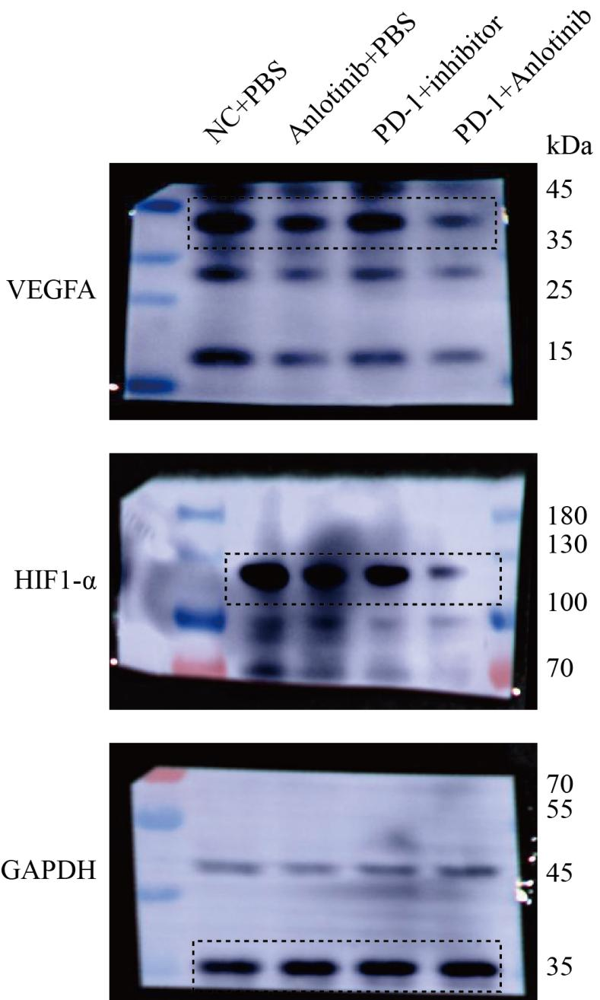 NC+PBS
Anlotinib+PBS
PD-1+inhibitor
PD-1+Anlotinib
kDa
45
35
VEGFA
25
15
180
130
HIF1-α
100
70
70
55
GAPDH
45
35